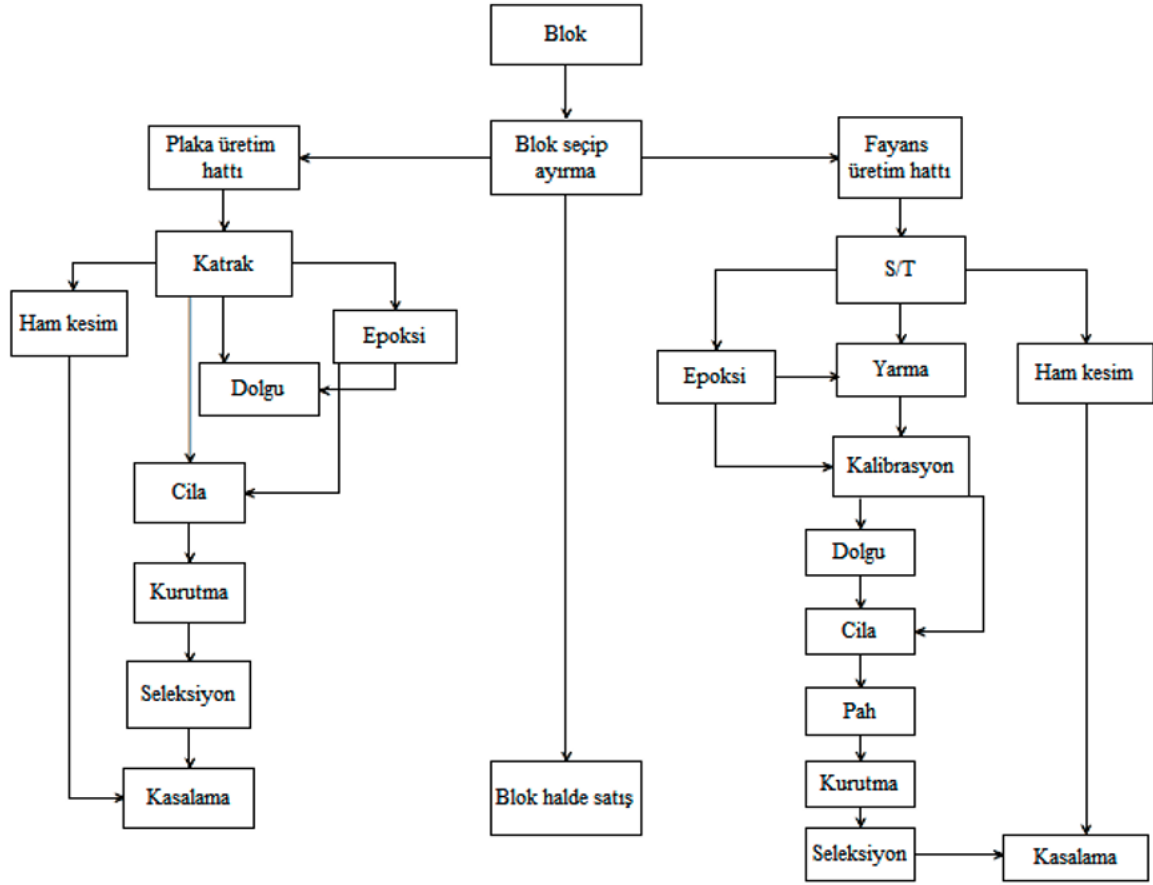 Blok
Plaka üretim
hattı
Blok seçip
ayırma
Fayans
üretim hattı
Katrak
S/T
Ham kesim
Epoksi
Dolgu
Epoksi
Yarma
Ham kesim
Cila
Kalibrasyon
Dolgu
Kurutma
Cila
Seleksiyon
Pah
Kasalama
Blok halde satış
Kurutma
Seleksiyon
Kasalama